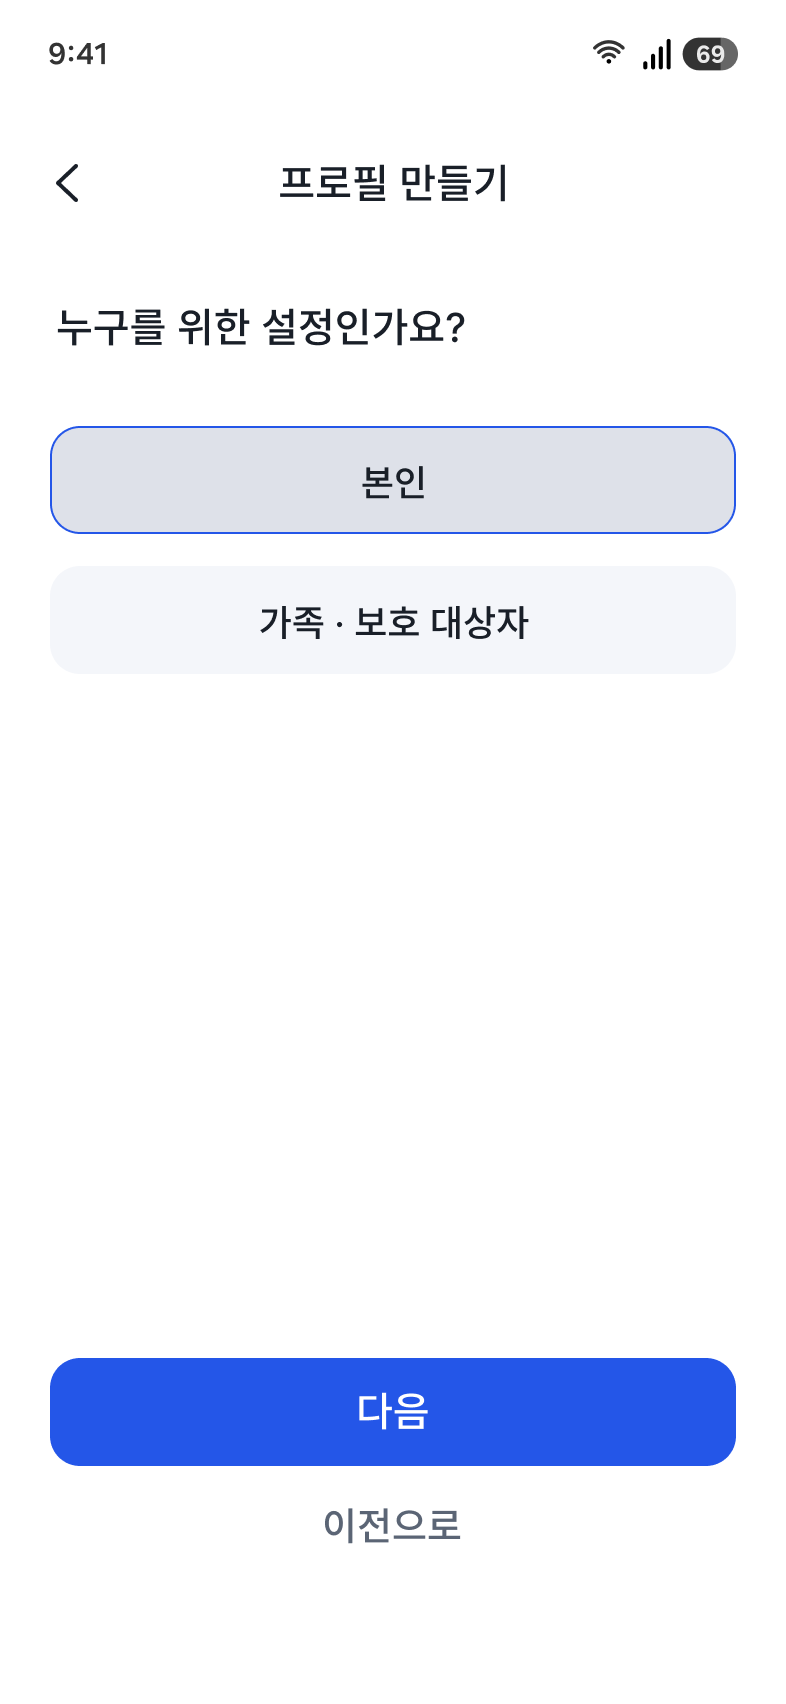 9:41
69
프로필 만들기
누구를 위한 설정인가요?
본인
가족 · 보호 대상자
다음
이전으로